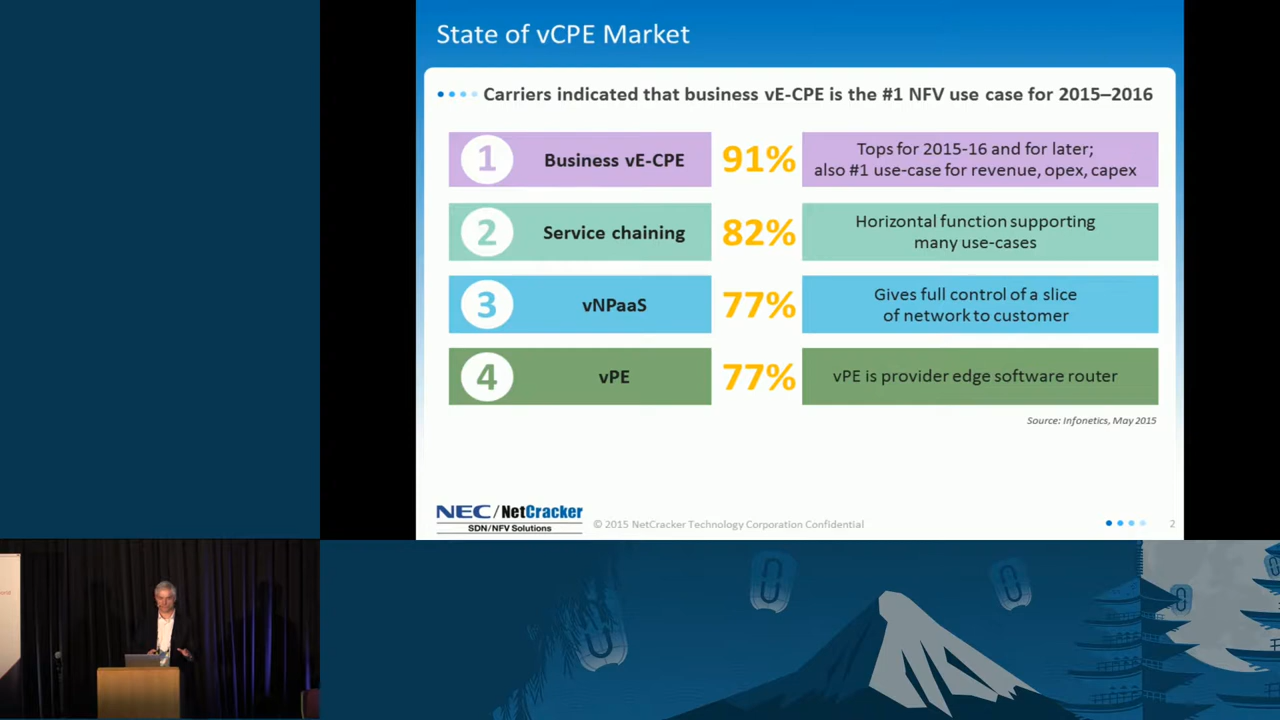 State of vCPE Market
Carriers indicated that business vE-CPE is the #1 NFV use case for 2015–2016
1 Business vE-CPE 91% Tops for 2015-16 and for later;
also #1 use-case for revenue, opex, capex
2 Service chaining 82% Horizontal function supporting
many use-cases
3 vNPaaS 77% Gives full control of a slice
of network to customer
4 vPE 77% vPE is provider edge software router
Source: Infonetics, May 2015
NEC/NetCracker
SDN/NFV Solutions
© 2015 NetCracker Technology Corporation Confidential
2